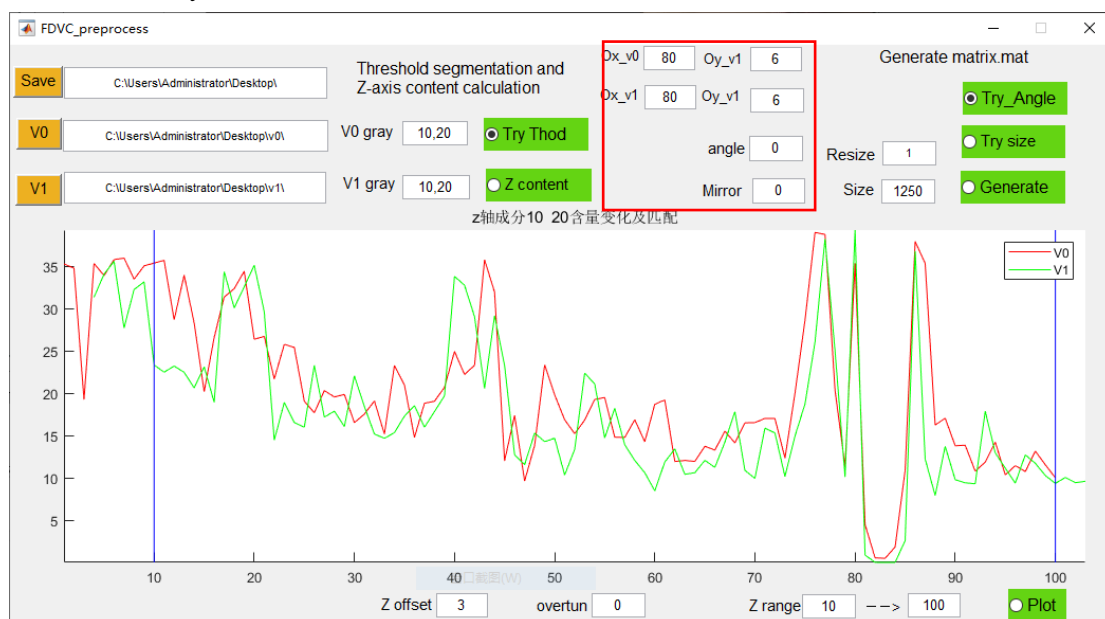 FDVC_preprocess
Save C:\Users\Administrator\Desktop\
V0 C:\Users\Administrator\Desktop\v0\
V1 C:\Users\Administrator\Desktop\v1\
Threshold segmentation and
Z-axis content calculation
V0 gray 10,20 Try Thod
V1 gray 10,20 Z content
Ox_v0 80 Oy_v1 6
Ox_v1 80 Oy_v1 6
angle 0
Mirror 0
Generate matrix.mat
Try_Angle
Resize 1 Try size
Size 1250 Generate
z轴成分10 20含量变化及匹配
V0
V1
35
30
25
20
15
10
5
10 20 30 40 50 60 70 80 90 100
口截图(W)
Z offset 3 overtun 0 Z range 10 --> 100 Plot